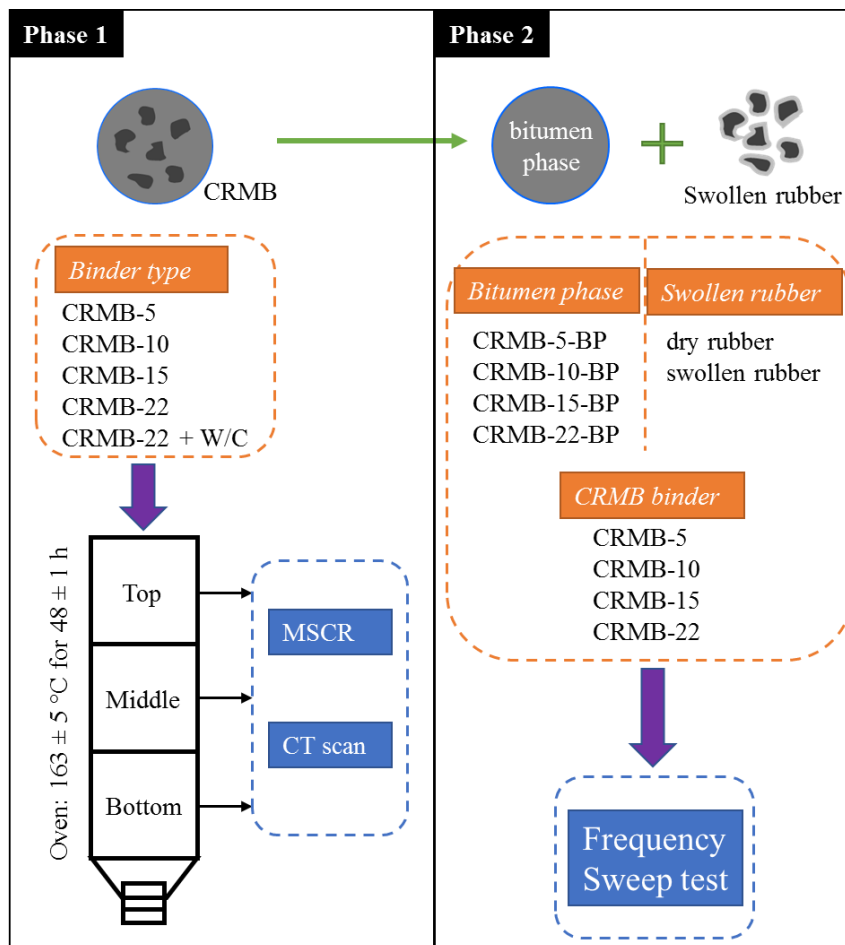 Phase 1
CRMB
Binder type
CRMB-5
CRMB-10
CRMB-15
CRMB-22
CRMB-22 + W/C
Oven: 163 ± 5 °C for 48 ± 1 h
Top
Middle
Bottom
MSCR
CT scan
Phase 2
bitumen
phase
Swollen rubber
Bitumen phase
CRMB-5-BP
CRMB-10-BP
CRMB-15-BP
CRMB-22-BP
Swollen rubber
dry rubber
swollen rubber
CRMB binder
CRMB-5
CRMB-10
CRMB-15
CRMB-22
Frequency
Sweep test